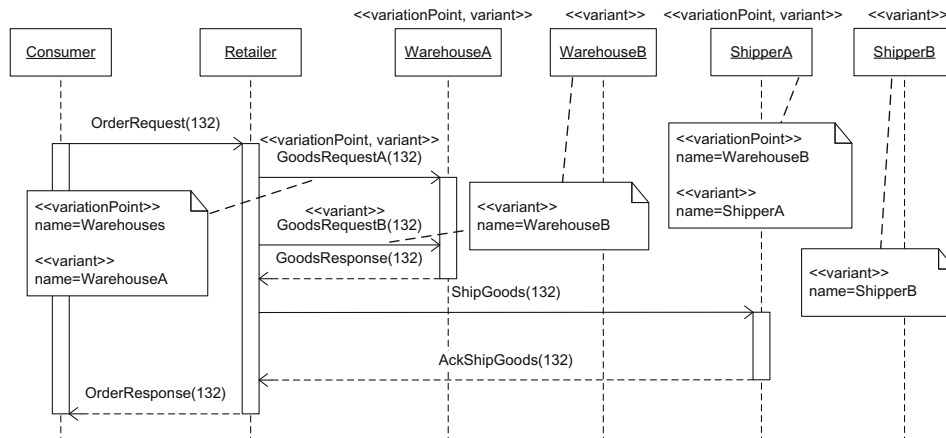 <<variationPoint, variant>>
<<variant>>
<<variationPoint, variant>>
<<variant>>
Consumer
Retailer
WarehouseA
WarehouseB
ShipperA
ShipperB
OrderRequest(132)
<<variationPoint, variant>>
GoodsRequestA(132)
<<variationPoint>>
name=WarehouseB
<<variant>>
name=ShipperA
<<variationPoint>>
name=Warehouses
<<variant>>
name=WarehouseA
<<variant>>
GoodsRequestB(132)
<<variant>>
name=WarehouseB
GoodsResponse(132)
<<variant>>
name=ShipperB
ShipGoods(132)
AckShipGoods(132)
OrderResponse(132)